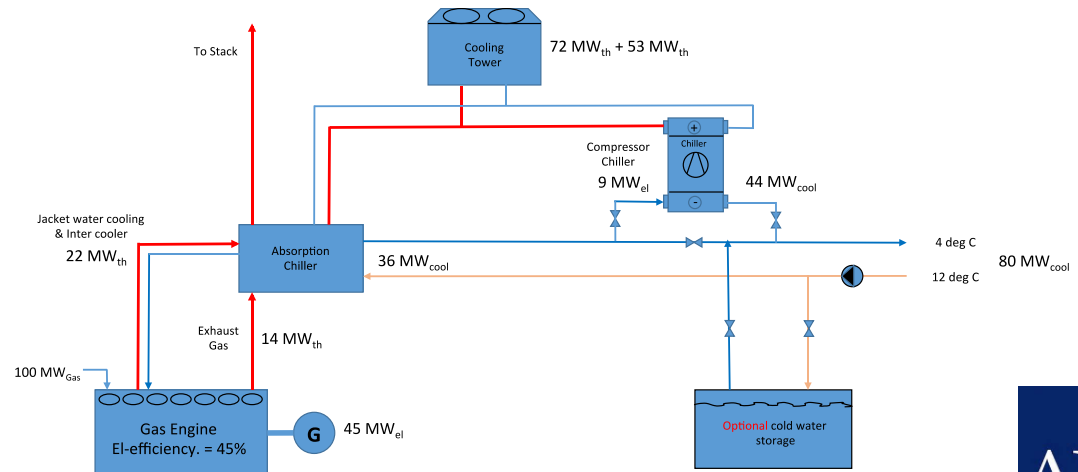 To Stack
Cooling
Tower
72 MWth + 53 MWth
Compressor
Chiller
9 MWel
+
Chiller
-
44 MWcool
Jacket water cooling
& Inter cooler
22 MWth
Absorption
Chiller
36 MWcool
4 deg C
12 deg C
80 MWcool
Exhaust
Gas
14 MWth
100 MWGas
Gas Engine
El-efficiency. = 45%
G
45 MWel
Optional cold water
storage